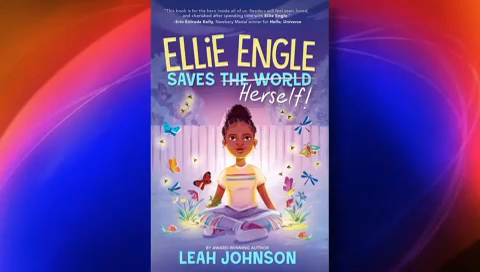 "This book is for the hero inside all of us. Readers will feel seen, loved,
and cherished after spending time with Ellie Engle."
-Erin Entrada Kelly, Newbery Medal winner for Hello, Universe
ELLiE ENGLE
SAVES THE WORLD
Herself!
BY AWARD-WINNING AUTHOR
LEAH JOHNSON